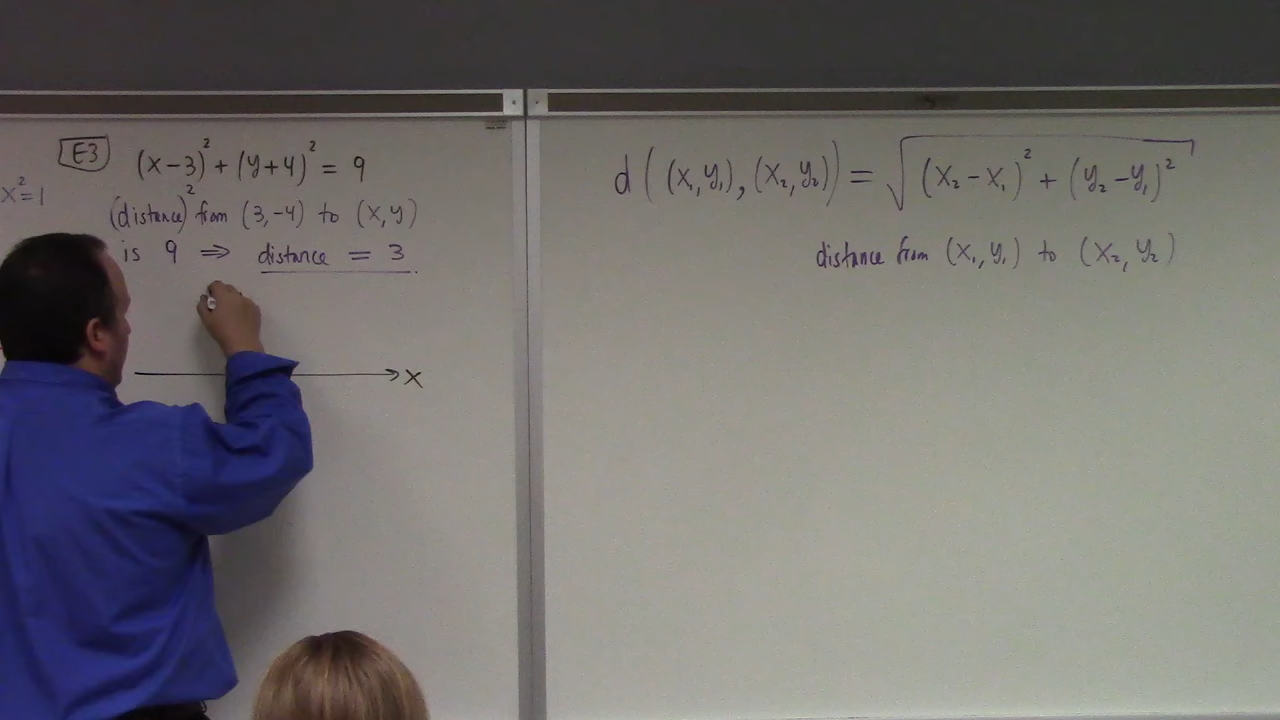 E3 (x-3)² + (y+4)² = 9
x² = 1
(distance)² from (3,-4) to (x,y)
is 9 ⇒ distance = 3
x
d((x₁,y₁),(x₂,y₂)) = √((x₂-x₁)² + (y₂-y₁)²)
distance from (x₁,y₁) to (x₂,y₂)